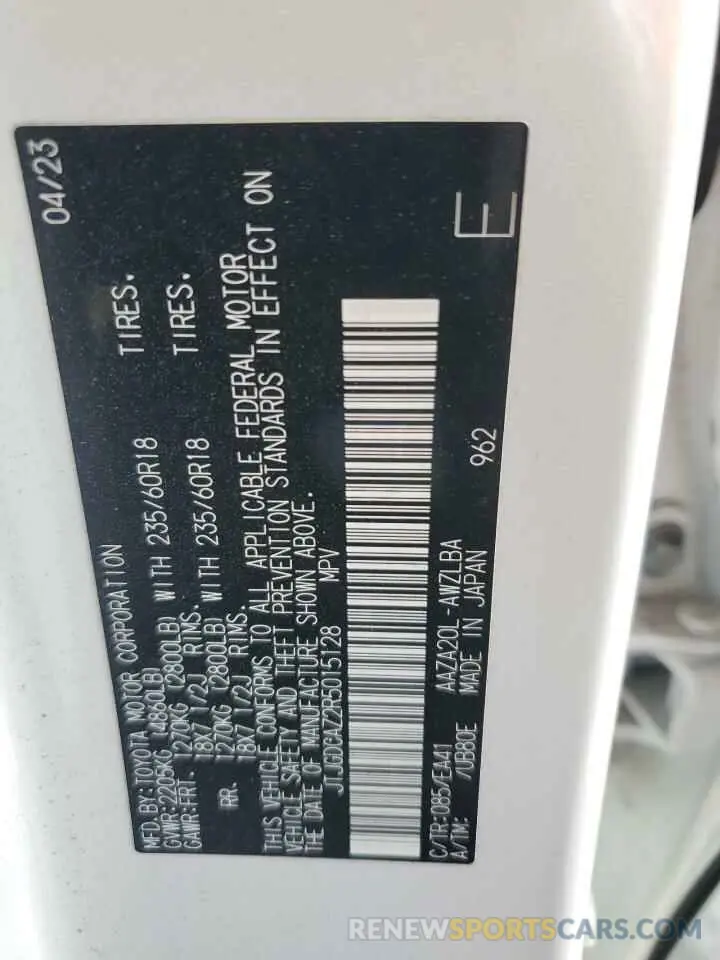 MFD. BY: TOYOTA MOTOR CORPORATION 04/23
GVWR: 2205KG (4860LB)
GAWR: FRT. 1270KG (2800LB) WITH 235/60R18 TIRES.
18X7 1/2J RIMS.
RR. 1270KG (2800LB) WITH 235/60R18 TIRES.
18X7 1/2J RIMS.
THIS VEHICLE CONFORMS TO ALL APPLICABLE FEDERAL MOTOR
VEHICLE SAFETY AND THEFT PREVENTION STANDARDS IN EFFECT ON
THE DATE OF MANUFACTURE SHOWN ABOVE.
JTJGDCAZ2R5015128 MPV
C/TR:085/EA41 AAZA20L-AWZLBA
A/TM: /0B80E MADE IN JAPAN 962 E
RENEWSPORTSCARS.COM